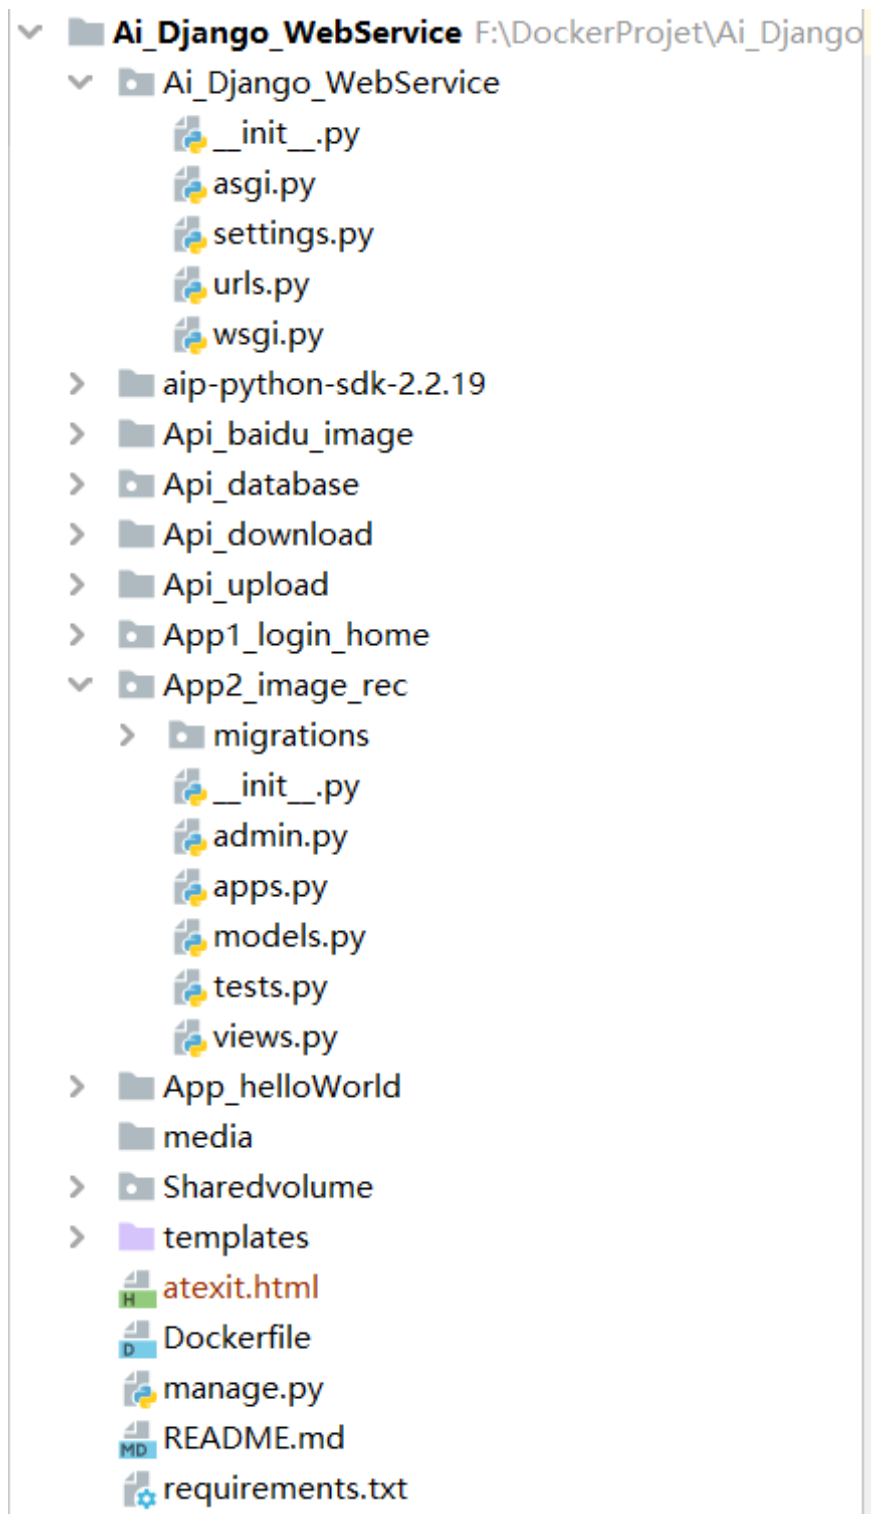 Ai_Django_WebService F:\DockerProjet\Ai_Django
Ai_Django_WebService
__init__.py
asgi.py
settings.py
urls.py
wsgi.py
aip-python-sdk-2.2.19
Api_baidu_image
Api_database
Api_download
Api_upload
App1_login_home
App2_image_rec
migrations
__init__.py
admin.py
apps.py
models.py
tests.py
views.py
App_helloWorld
media
Sharedvolume
templates
H atexit.html
D Dockerfile
manage.py
MD README.md
requirements.txt